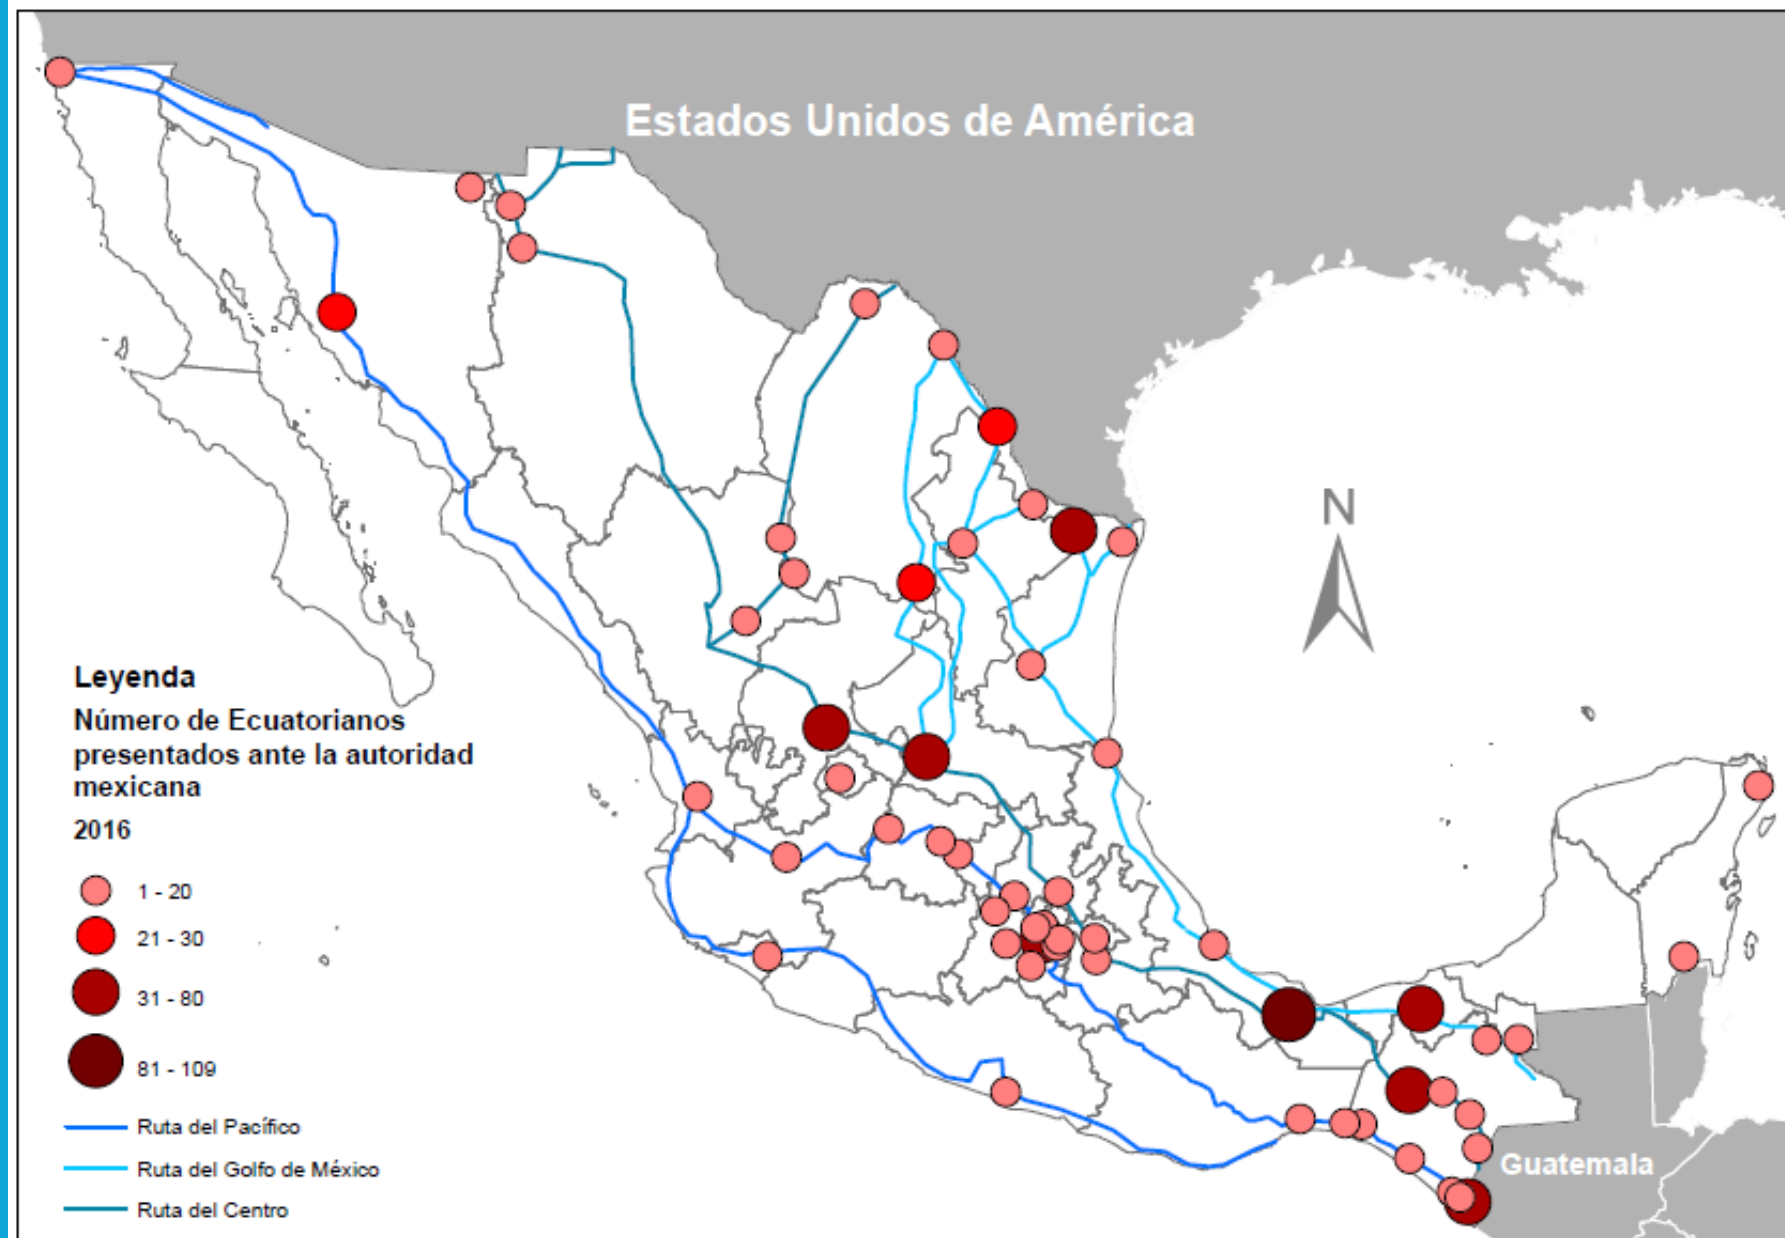 Estados Unidos de América
N
Leyenda
Número de Ecuatorianos
presentados ante la autoridad
mexicana
2016
1 - 20
21 - 30
31 - 80
81 - 109
Ruta del Pacífico
Ruta del Golfo de México
Ruta del Centro
Guatemala